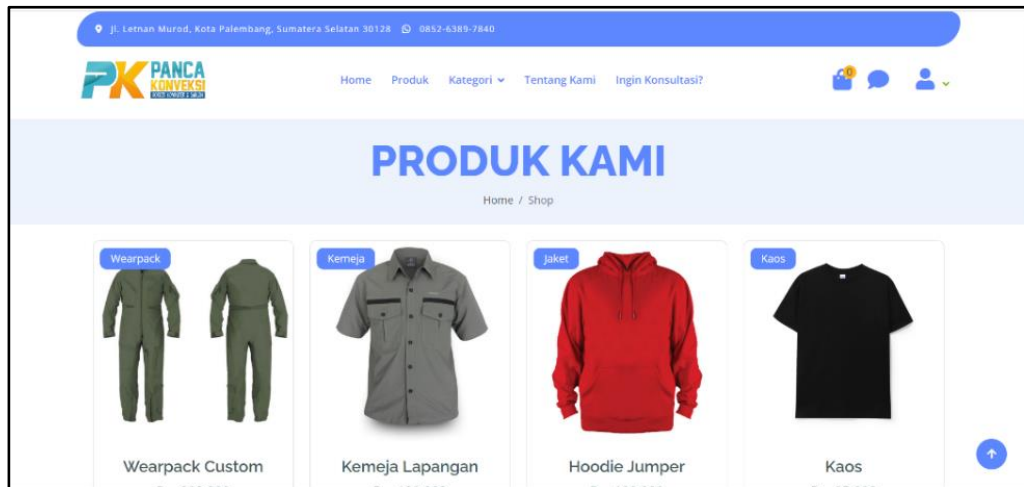 Jl. Letnan Murod, Kota Palembang, Sumatera Selatan 30128 0852-6389-7840
PK PANCA
KONVEKSI
Home Produk Kategori Tentang Kami Ingin Konsultasi?
0
PRODUK KAMI
Home / Shop
Wearpack Kemeja Jaket Kaos
Wearpack Custom Kemeja Lapangan Hoodie Jumper Kaos